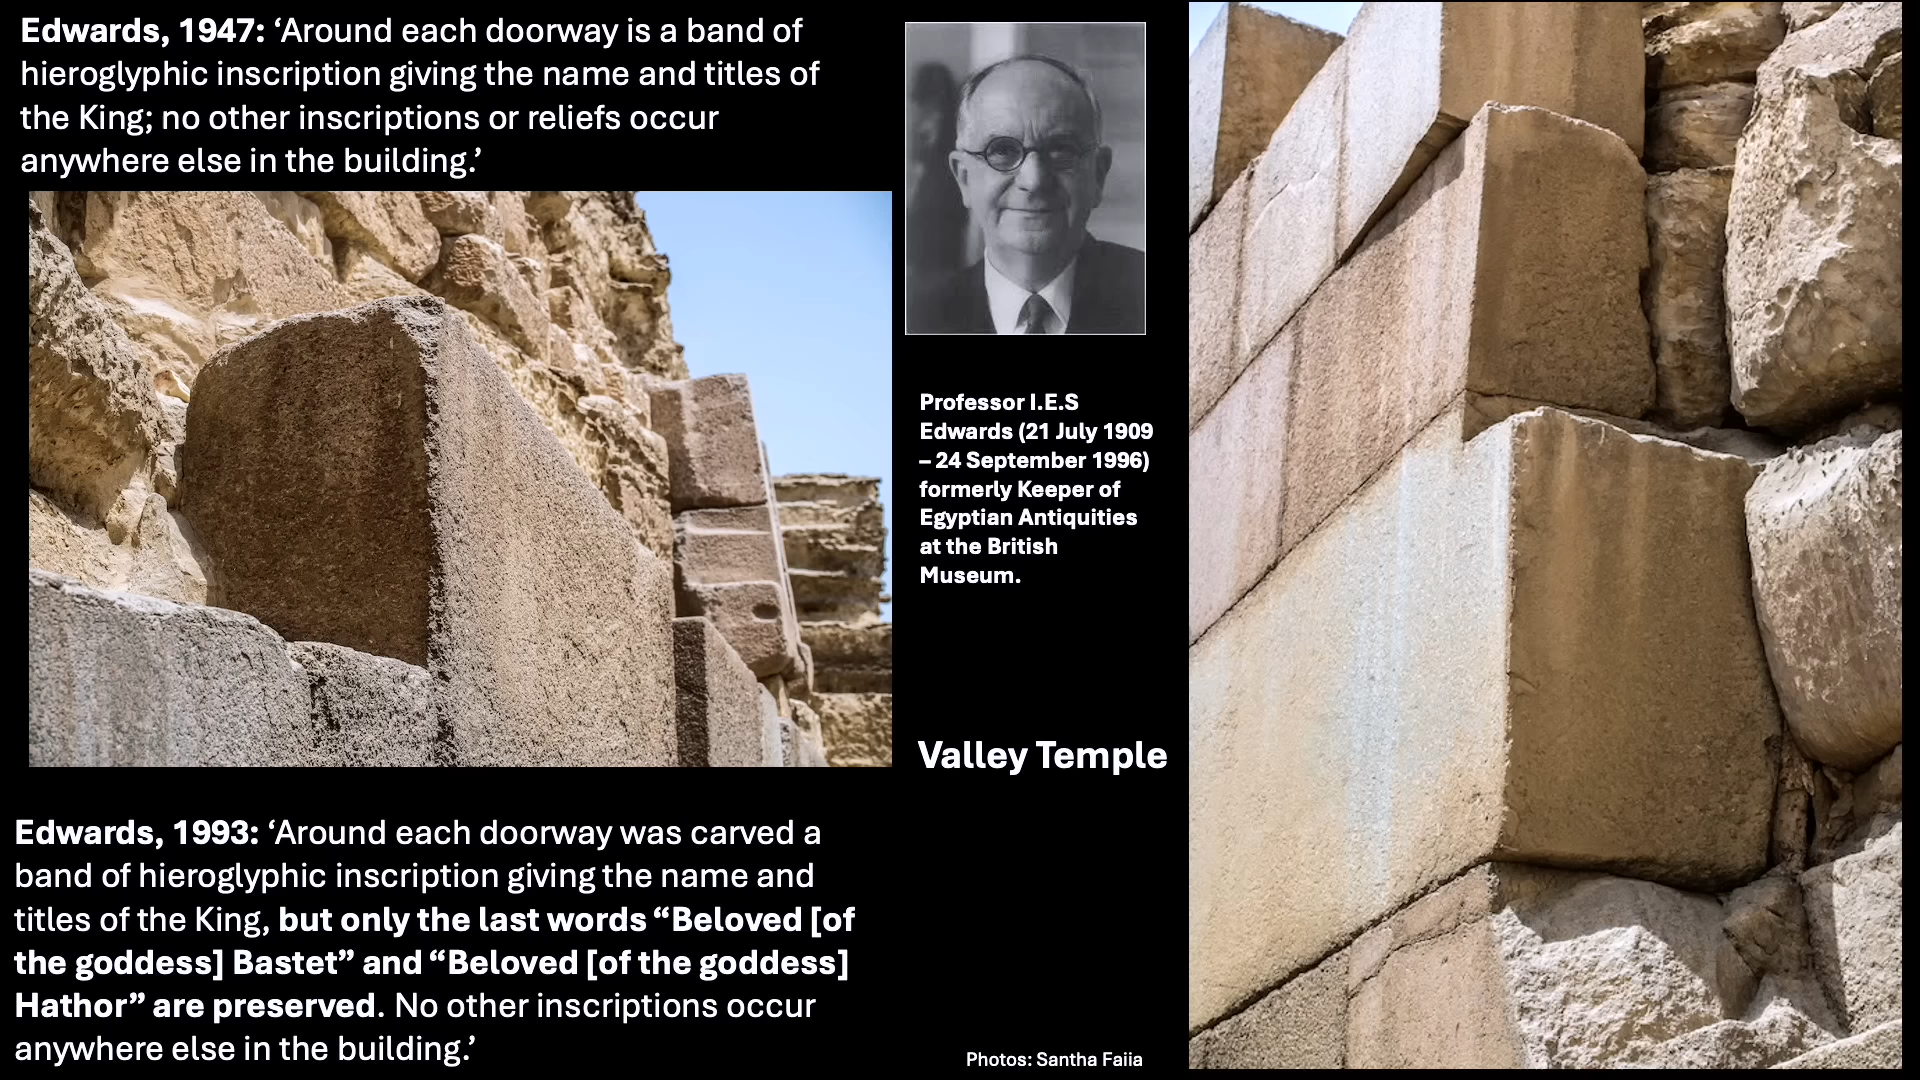 Edwards, 1947: ‘Around each doorway is a band of
hieroglyphic inscription giving the name and titles of
the King; no other inscriptions or reliefs occur
anywhere else in the building.’
Professor I.E.S
Edwards (21 July 1909
– 24 September 1996)
formerly Keeper of
Egyptian Antiquities
at the British
Museum.
Valley Temple
Edwards, 1993: ‘Around each doorway was carved a
band of hieroglyphic inscription giving the name and
titles of the King, but only the last words “Beloved [of
the goddess] Bastet” and “Beloved [of the goddess]
Hathor” are preserved. No other inscriptions occur
anywhere else in the building.’
Photos: Santha Faiia